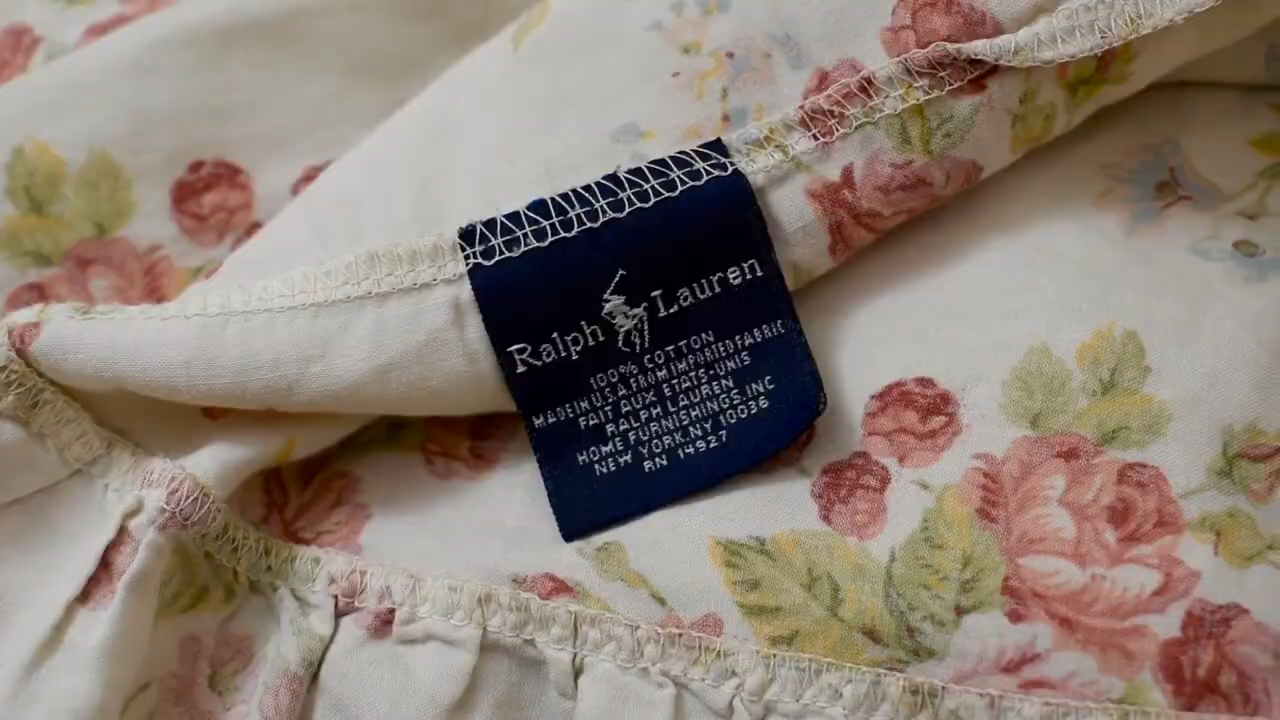 Ralph Lauren
100% COTTON
MADE IN U.S.A. FROM IMPORTED FABRIC
FAIT AUX ETATS-UNIS
RALPH LAUREN
HOME FURNISHINGS, INC
NEW YORK, NY 10036
RN 14927